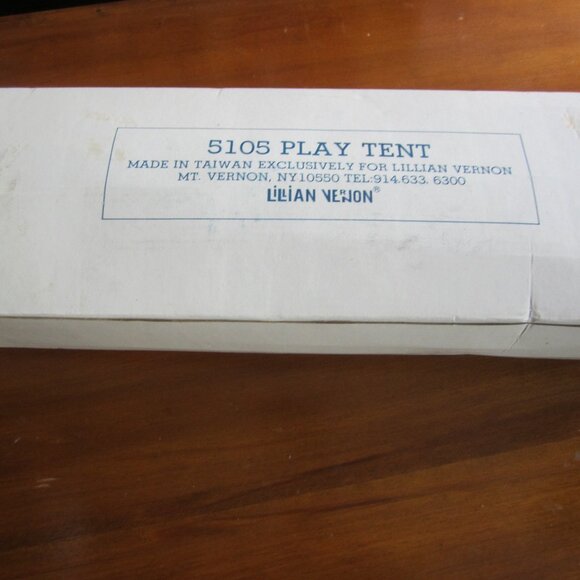 5105 PLAY TENT
MADE IN TAIWAN EXCLUSIVELY FOR LILLIAN VERNON
MT. VERNON, NY10550 TEL:914.633. 6300
LILLIAN VERNON®